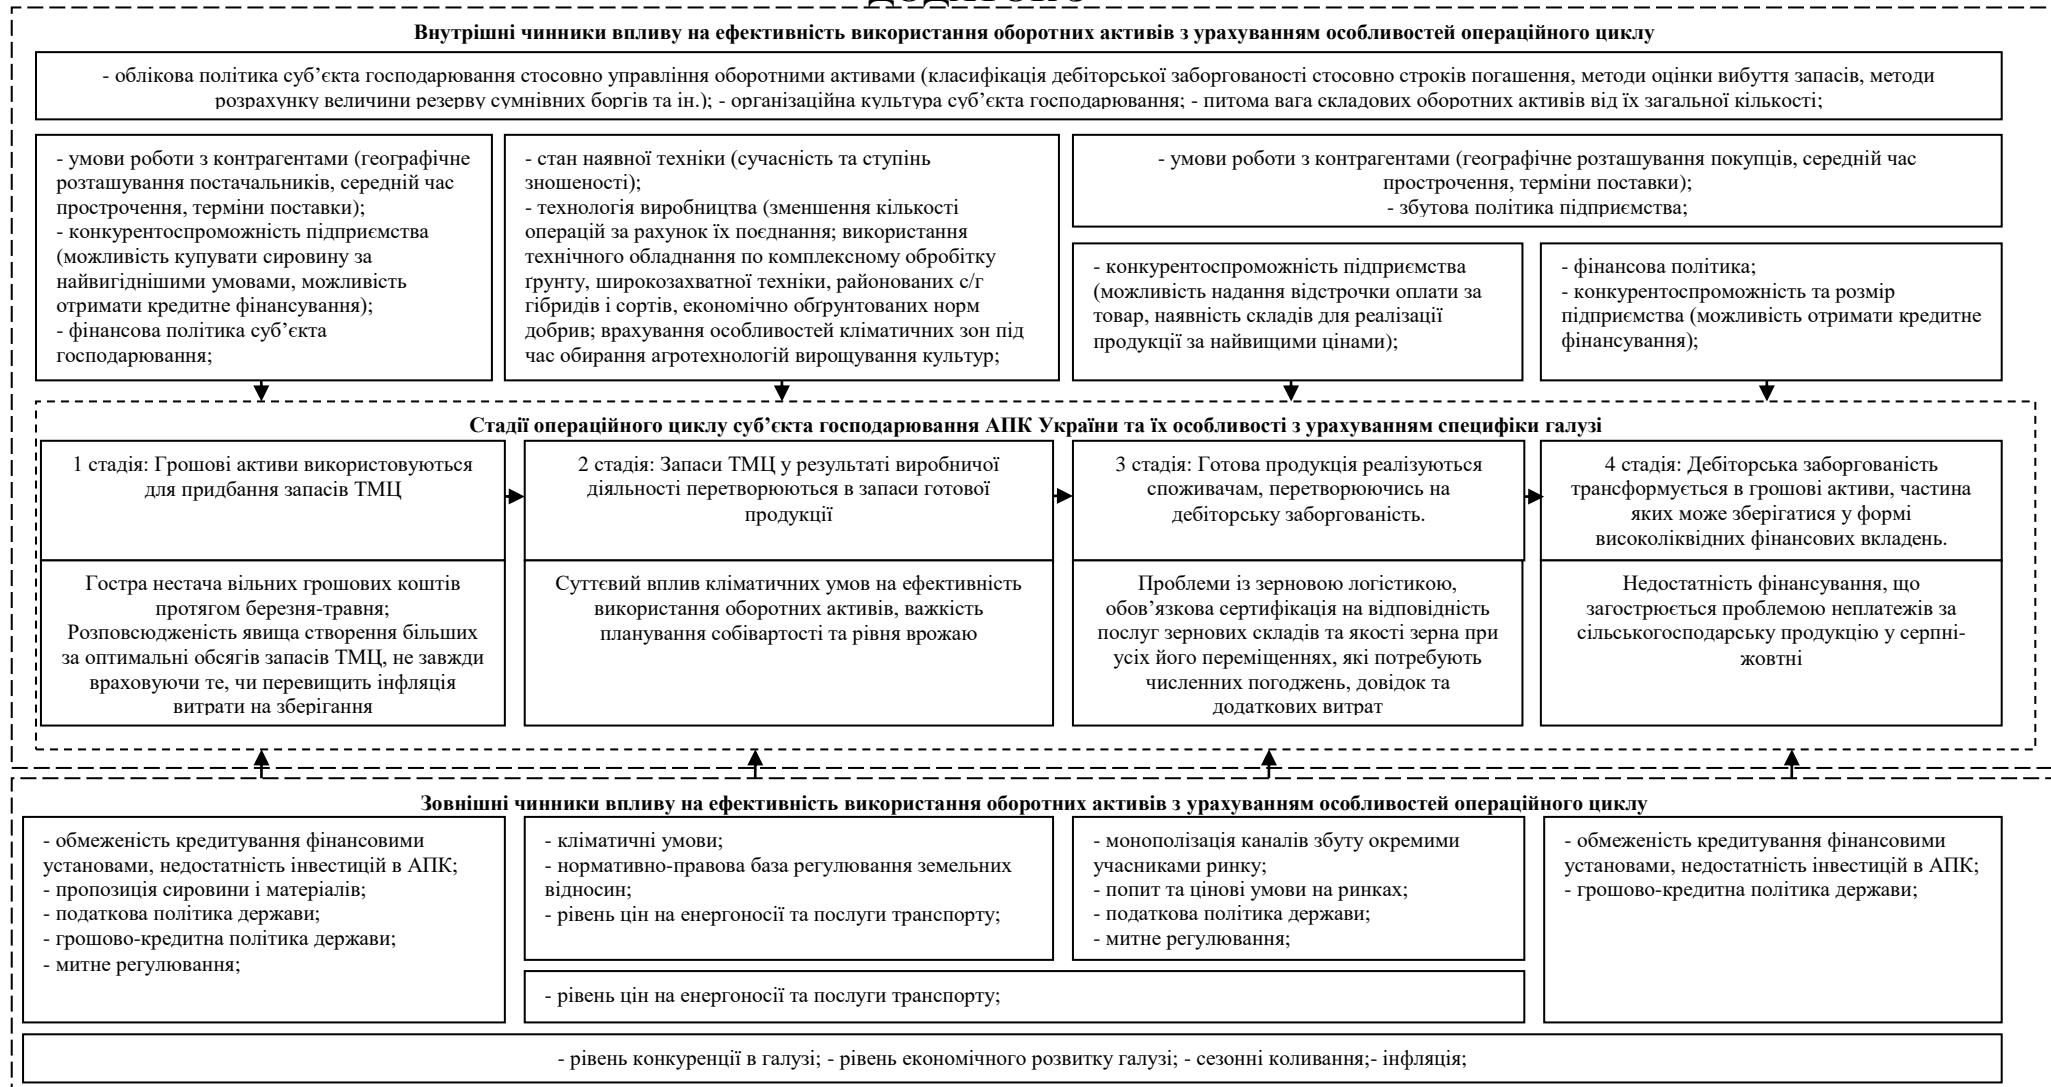 Внутрішні чинники впливу на ефективність використання оборотних активів з урахуванням особливостей операційного циклу
- облікова політика суб’єкта господарювання стосовно управління оборотними активами (класифікація дебіторської заборгованості стосовно строків погашення, методи оцінки вибуття запасів, методи
розрахунку величини резерву сумнівних боргів та ін.); - організаційна культура суб’єкта господарювання; - питома вага складових оборотних активів від їх загальної кількості;
- умови роботи з контрагентами (географічне
розташування постачальників, середній час
прострочення, терміни поставки);
- конкурентоспроможність підприємства
(можливість купувати сировину за
найвигіднішими умовами, можливість
отримати кредитне фінансування);
- фінансова політика суб’єкта
господарювання;
- стан наявної техніки (сучасність та ступінь
зношеності);
- технологія виробництва (зменшення кількості
операцій за рахунок їх поєднання; використання
технічного обладнання по комплексному обробітку
ґрунту, широкозахватної техніки, районованих с/г
гібридів і сортів, економічно обґрунтованих норм
добрив; врахування особливостей кліматичних зон під
час обирання агротехнологій вирощування культур;
- умови роботи з контрагентами (географічне розташування покупців, середній час
прострочення, терміни поставки);
- збутова політика підприємства;
- конкурентоспроможність підприємства
(можливість надання відстрочки оплати за
товар, наявність складів для реалізації
продукції за найвищими цінами);
- фінансова політика;
- конкурентоспроможність та розмір
підприємства (можливість отримати кредитне
фінансування);
Стадії операційного циклу суб’єкта господарювання АПК України та їх особливості з урахуванням специфіки галузі
1 стадія: Грошові активи використовуються
для придбання запасів ТМЦ
2 стадія: Запаси ТМЦ у результаті виробничої
діяльності перетворюються в запаси готової
продукції
3 стадія: Готова продукція реалізуються
споживачам, перетворюючись на
дебіторську заборгованість.
4 стадія: Дебіторська заборгованість
трансформується в грошові активи, частина
яких може зберігатися у формі
високоліквідних фінансових вкладень.
Гостра нестача вільних грошових коштів
протягом березня-травня;
Розповсюдженість явища створення більших
за оптимальні обсягів запасів ТМЦ, не завжди
враховуючи те, чи перевищить інфляція
витрати на зберігання
Суттєвий вплив кліматичних умов на ефективність
використання оборотних активів, важкість
планування собівартості та рівня врожаю
Проблеми із зерновою логістикою,
обов’язкова сертифікація на відповідність
послуг зернових складів та якості зерна при
усіх його переміщеннях, які потребують
численних погоджень, довідок та
додаткових витрат
Недостатність фінансування, що
загострюється проблемою неплатежів за
сільськогосподарську продукцію у серпні-
жовтні
Зовнішні чинники впливу на ефективність використання оборотних активів з урахуванням особливостей операційного циклу
- обмеженість кредитування фінансовими
установами, недостатність інвестицій в АПК;
- пропозиція сировини і матеріалів;
- податкова політика держави;
- грошово-кредитна політика держави;
- митне регулювання;
- кліматичні умови;
- нормативно-правова база регулювання земельних
відносин;
- рівень цін на енергоносії та послуги транспорту;
- монополізація каналів збуту окремими
учасниками ринку;
- попит та цінові умови на ринках;
- податкова політика держави;
- митне регулювання;
- обмеженість кредитування фінансовими
установами, недостатність інвестицій в АПК;
- грошово-кредитна політика держави;
- рівень цін на енергоносії та послуги транспорту;
- рівень конкуренції в галузі; - рівень економічного розвитку галузі; - сезонні коливання;- інфляція;